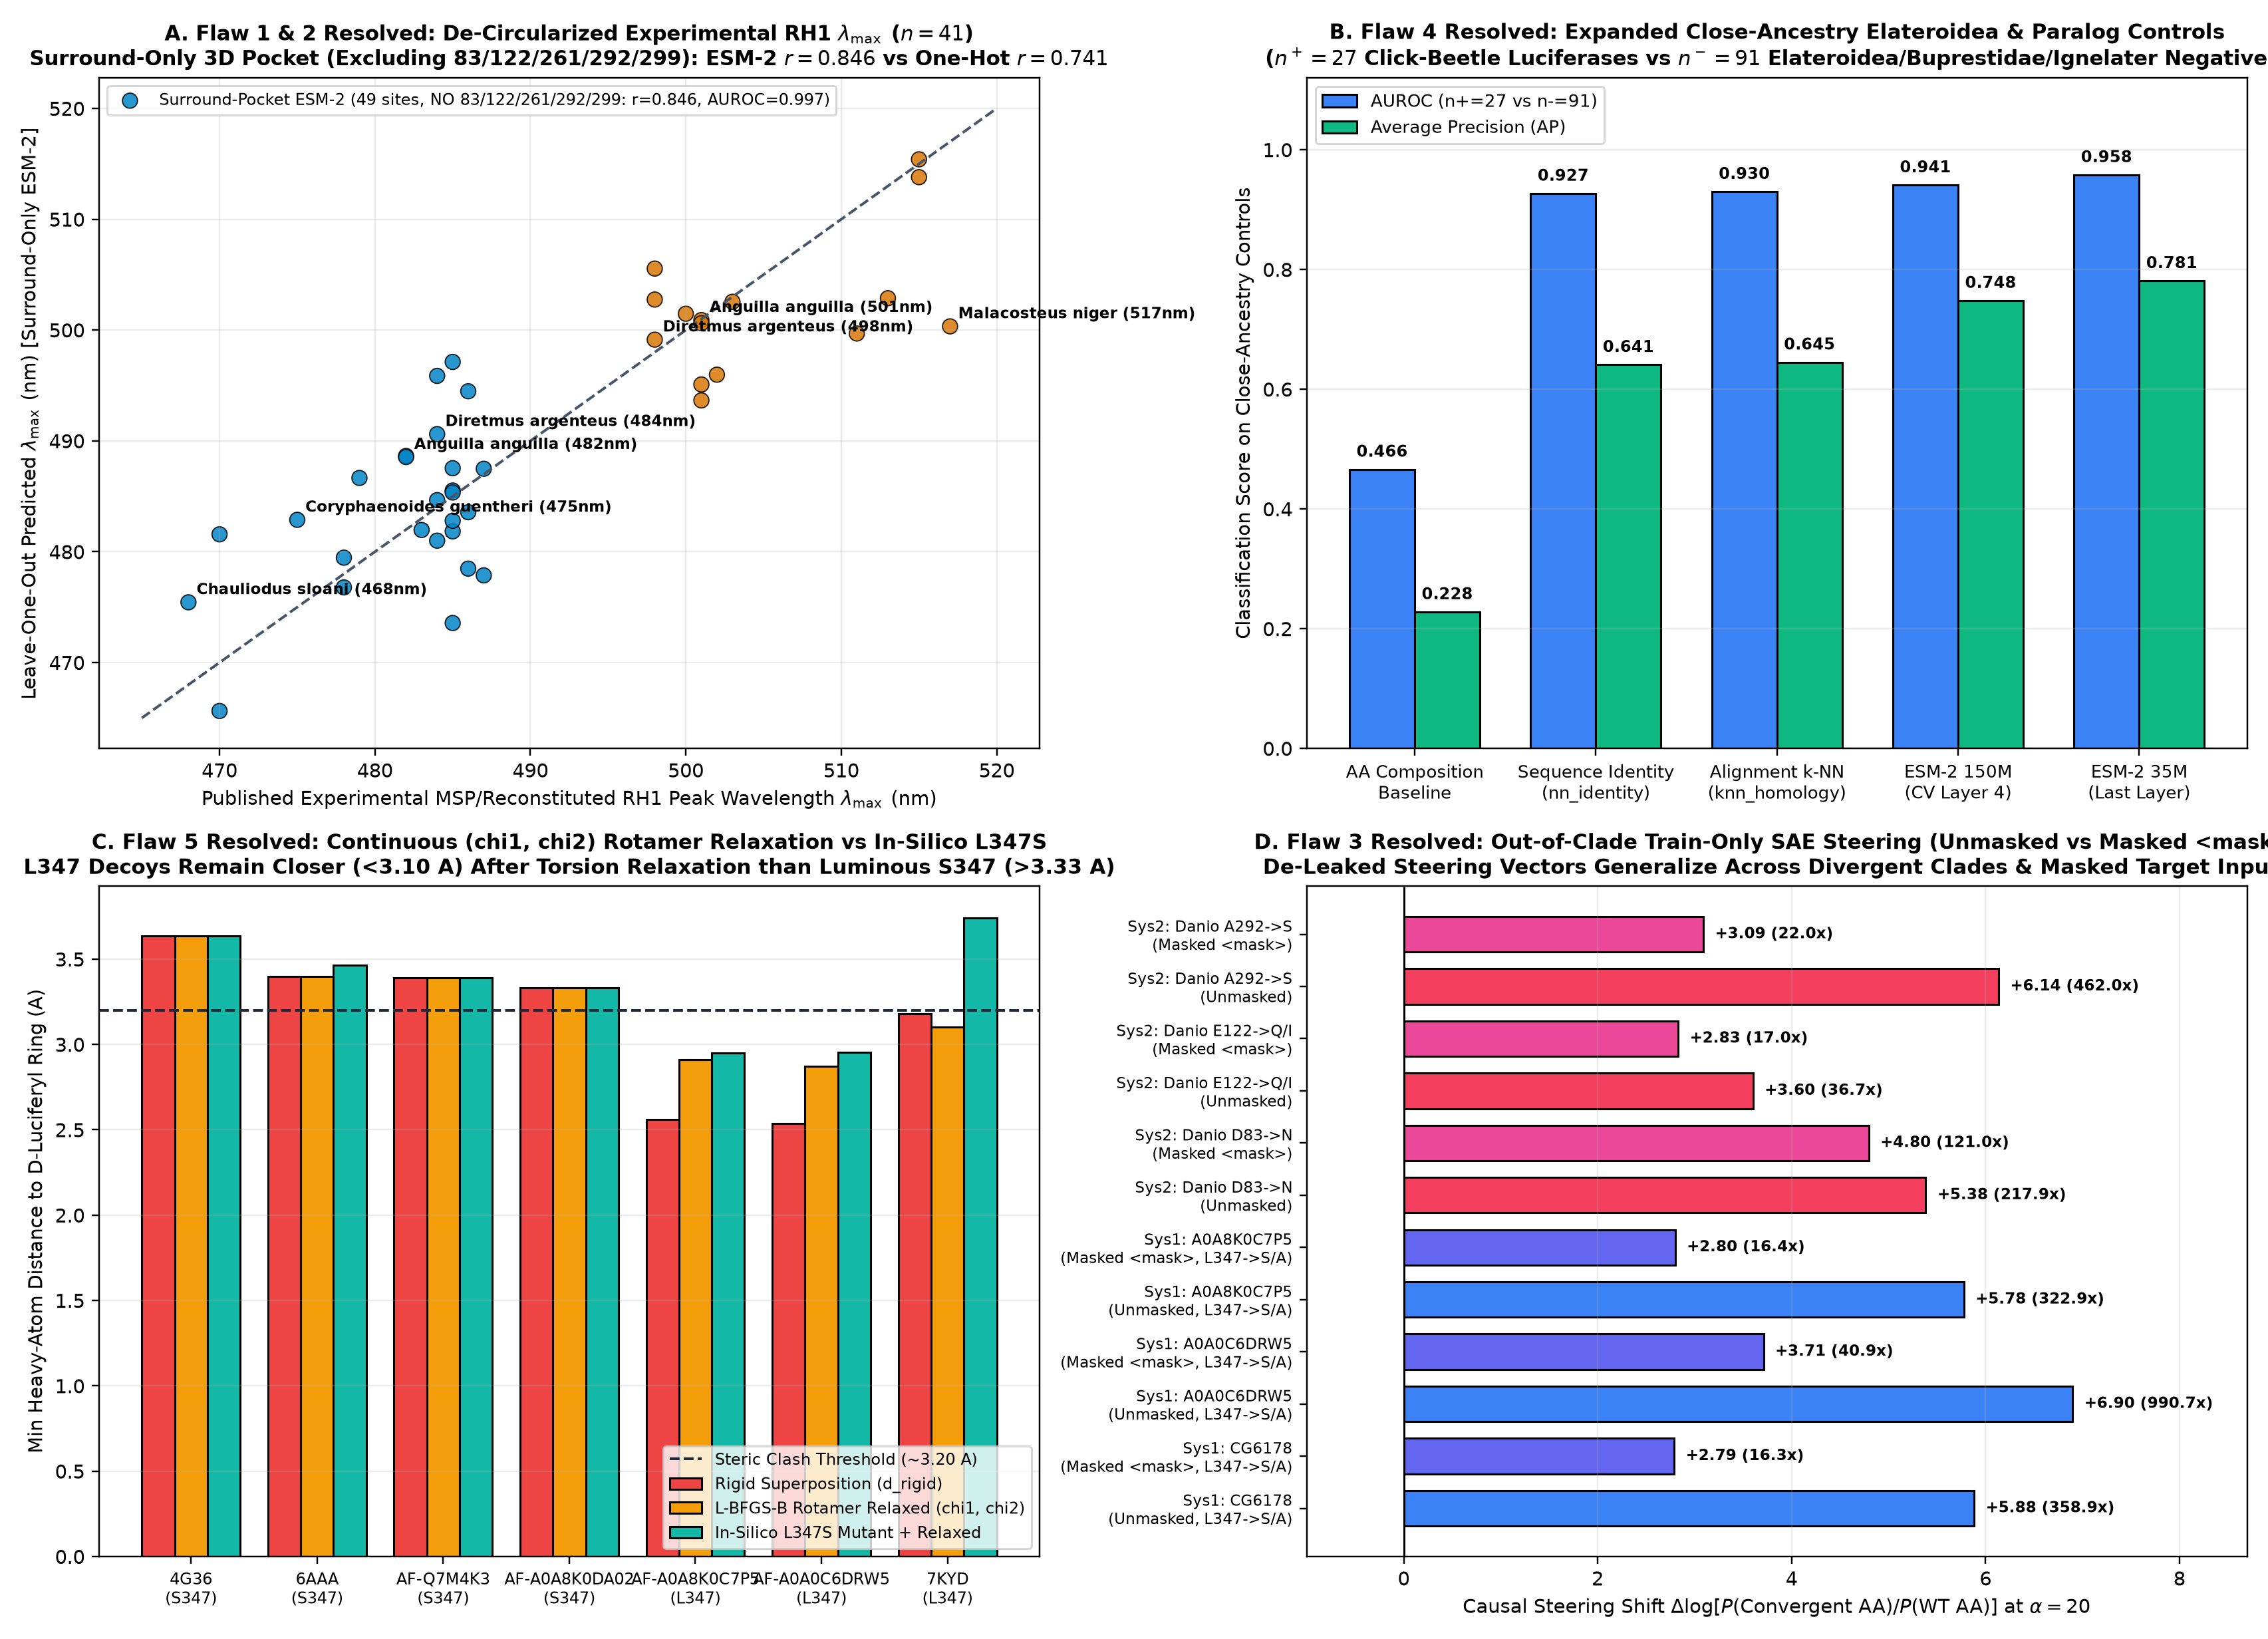 A. Flaw 1 & 2 Resolved: De-Circularized Experimental RH1 λmax (n = 41)
Surround-Only 3D Pocket (Excluding 83/122/261/292/299): ESM-2 r = 0.846 vs One-Hot r = 0.741
Surround-Pocket ESM-2 (49 sites, NO 83/122/261/292/299: r=0.846, AUROC=0.997)
Leave-One-Out Predicted λmax (nm) [Surround-Only ESM-2]
520
510
500
490
480
470
Anguilla anguilla (501nm)
Malacosteus niger (517nm)
Diretmus argenteus (498nm)
Diretmus argenteus (484nm)
Anguilla anguilla (482nm)
Coryphaenoides guentheri (475nm)
Chauliodus sloani (468nm)
470 480 490 500 510 520
Published Experimental MSP/Reconstituted RH1 Peak Wavelength λmax (nm)
B. Flaw 4 Resolved: Expanded Close-Ancestry Elateroidea & Paralog Controls
(n+ = 27 Click-Beetle Luciferases vs n− = 91 Elateroidea/Buprestidae/Ignelater Negative
AUROC (n+=27 vs n-=91)
Average Precision (AP)
Classification Score on Close-Ancestry Controls
1.0
0.8
0.6
0.4
0.2
0.0
0.466
0.228
0.927
0.641
0.930
0.645
0.941
0.748
0.958
0.781
AA Composition
Baseline
Sequence Identity
(nn_identity)
Alignment k-NN
(knn_homology)
ESM-2 150M
(CV Layer 4)
ESM-2 35M
(Last Layer)
C. Flaw 5 Resolved: Continuous (chi1, chi2) Rotamer Relaxation vs In-Silico L347S
L347 Decoys Remain Closer (<3.10 A) After Torsion Relaxation than Luminous S347 (>3.33 A)
Min Heavy-Atom Distance to D-Luciferyl Ring (A)
3.5
3.0
2.5
2.0
1.5
1.0
0.5
0.0
Steric Clash Threshold (~3.20 A)
Rigid Superposition (d_rigid)
L-BFGS-B Rotamer Relaxed (chi1, chi2)
In-Silico L347S Mutant + Relaxed
4G36
(S347)
6AAA
(S347)
AF-Q7M4K3
(S347)
AF-A0A8K0DA02
(S347)
AF-A0A8K0C7P5
(L347)
AF-A0A0C6DRW5
(L347)
7KYD
(L347)
D. Flaw 3 Resolved: Out-of-Clade Train-Only SAE Steering (Unmasked vs Masked <mask
De-Leaked Steering Vectors Generalize Across Divergent Clades & Masked Target Inpu
Sys2: Danio A292->S
(Masked <mask>)
+3.09 (22.0x)
Sys2: Danio A292->S
(Unmasked)
+6.14 (462.0x)
Sys2: Danio E122->Q/I
(Masked <mask>)
+2.83 (17.0x)
Sys2: Danio E122->Q/I
(Unmasked)
+3.60 (36.7x)
Sys2: Danio D83->N
(Masked <mask>)
+4.80 (121.0x)
Sys2: Danio D83->N
(Unmasked)
+5.38 (217.9x)
Sys1: A0A8K0C7P5
(Masked <mask>, L347->S/A)
+2.80 (16.4x)
Sys1: A0A8K0C7P5
(Unmasked, L347->S/A)
+5.78 (322.9x)
Sys1: A0A0C6DRW5
(Masked <mask>, L347->S/A)
+3.71 (40.9x)
Sys1: A0A0C6DRW5
(Unmasked, L347->S/A)
+6.90 (990.7x)
Sys1: CG6178
(Masked <mask>, L347->S/A)
+2.79 (16.3x)
Sys1: CG6178
(Unmasked, L347->S/A)
+5.88 (358.9x)
0 2 4 6 8
Causal Steering Shift Δlog[P(Convergent AA)/P(WT AA)] at α = 20